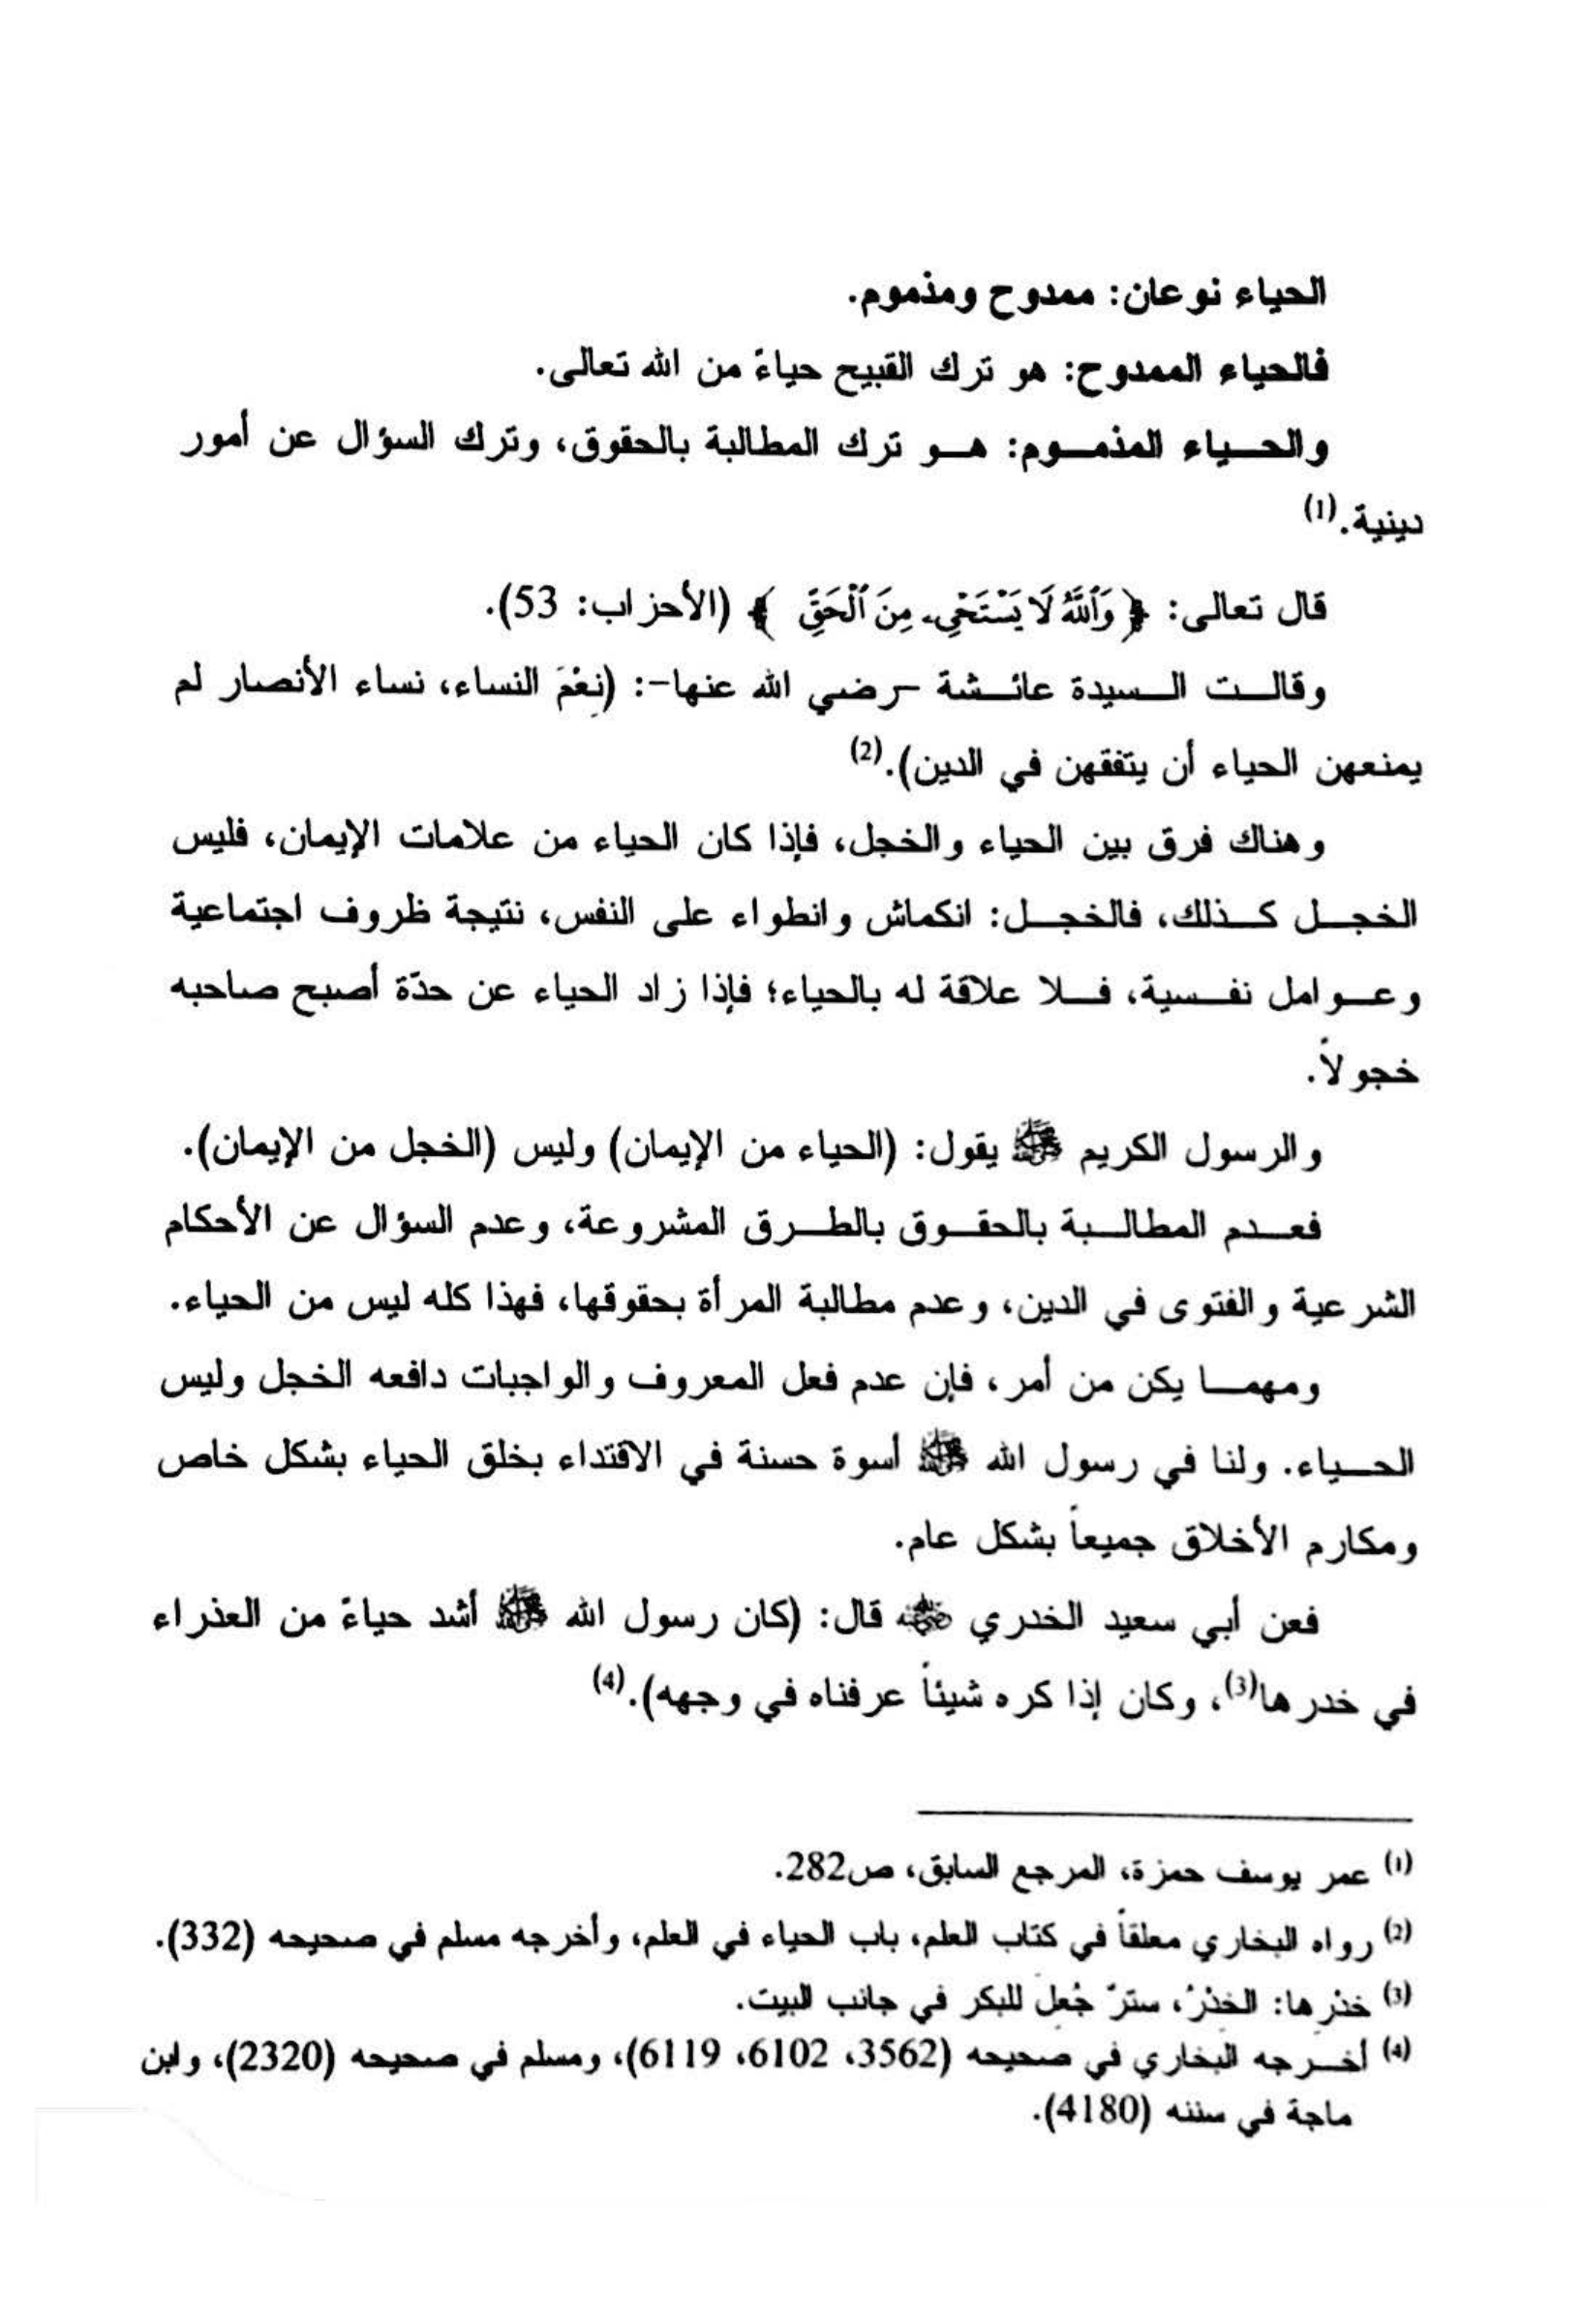 الحياء نوعان: ممدوح ومذموم.
فالحياء الممدوح: هو ترك القبيح حياءً من الله تعالى.
والحياء المذموم: هو ترك المطالبة بالحقوق، وترك السؤال عن أمور
دينية.(1)
قال تعالى: ﴿ وَٱللَّهُ لَا يَسْتَحْيِۦ مِنَ ٱلْحَقِّ ﴾ (الأحزاب: 53).
وقالت السيدة عائشة -رضي الله عنها-: (نِعْمَ النساء، نساء الأنصار لم
يمنعهن الحياء أن يتفقهن في الدين).(2)
وهناك فرق بين الحياء والخجل، فإذا كان الحياء من علامات الإيمان، فليس
الخجل كذلك، فالخجل: انكماش وانطواء على النفس، نتيجة ظروف اجتماعية
وعوامل نفسية، فلا علاقة له بالحياء؛ فإذا زاد الحياء عن حدّة أصبح صاحبه
خجولاً.
والرسول الكريم ﷺ يقول: (الحياء من الإيمان) وليس (الخجل من الإيمان).
فعدم المطالبة بالحقوق بالطرق المشروعة، وعدم السؤال عن الأحكام
الشرعية والفتوى في الدين، وعدم مطالبة المرأة بحقوقها، فهذا كله ليس من الحياء.
ومهما يكن من أمر، فإن عدم فعل المعروف والواجبات دافعه الخجل وليس
الحياء. ولنا في رسول الله ﷺ أسوة حسنة في الاقتداء بخلق الحياء بشكل خاص
ومكارم الأخلاق جميعاً بشكل عام.
فعن أبي سعيد الخدري رضي الله عنه قال: (كان رسول الله ﷺ أشد حياءً من العذراء
في خدرها(3)، وكان إذا كره شيئاً عرفناه في وجهه).(4)
(1) عمر يوسف حمزة، المرجع السابق، ص282.
(2) رواه البخاري معلقاً في كتاب العلم، باب الحياء في العلم، وأخرجه مسلم في صحيحه (332).
(3) خِدْرِها: الخِدْرُ، سترٌ جُعِلَ للبكر في جانب البيت.
(4) أخرجه البخاري في صحيحه (3562، 6102، 6119)، ومسلم في صحيحه (2320)، وابن
ماجة في سننه (4180).